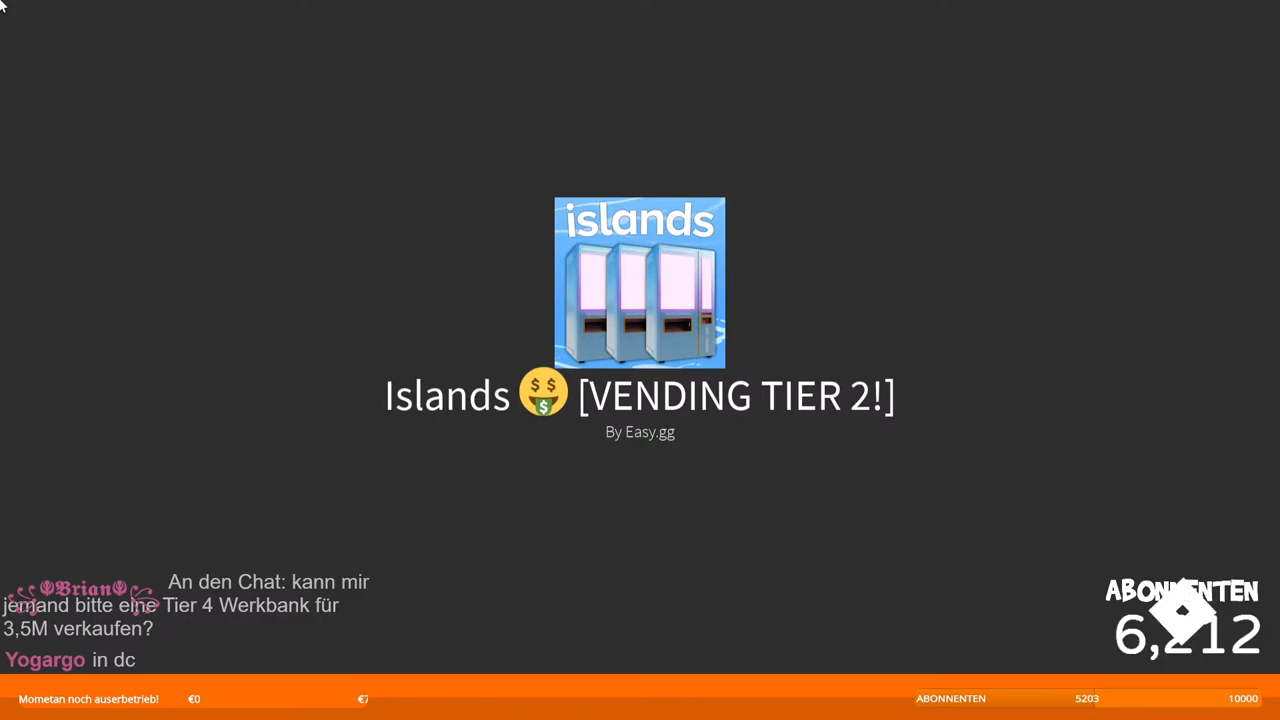 islands
Islands 🤑 [VENDING TIER 2!]
By Easy.gg
Brian An den Chat: kann mir
jemand bitte eine Tier 4 Werkbank für
3,5M verkaufen?
Yogargo in dc
ABONNENTEN
6,212
Mometan noch auserbetrieb! €0
ABONNENTEN 5203 10000